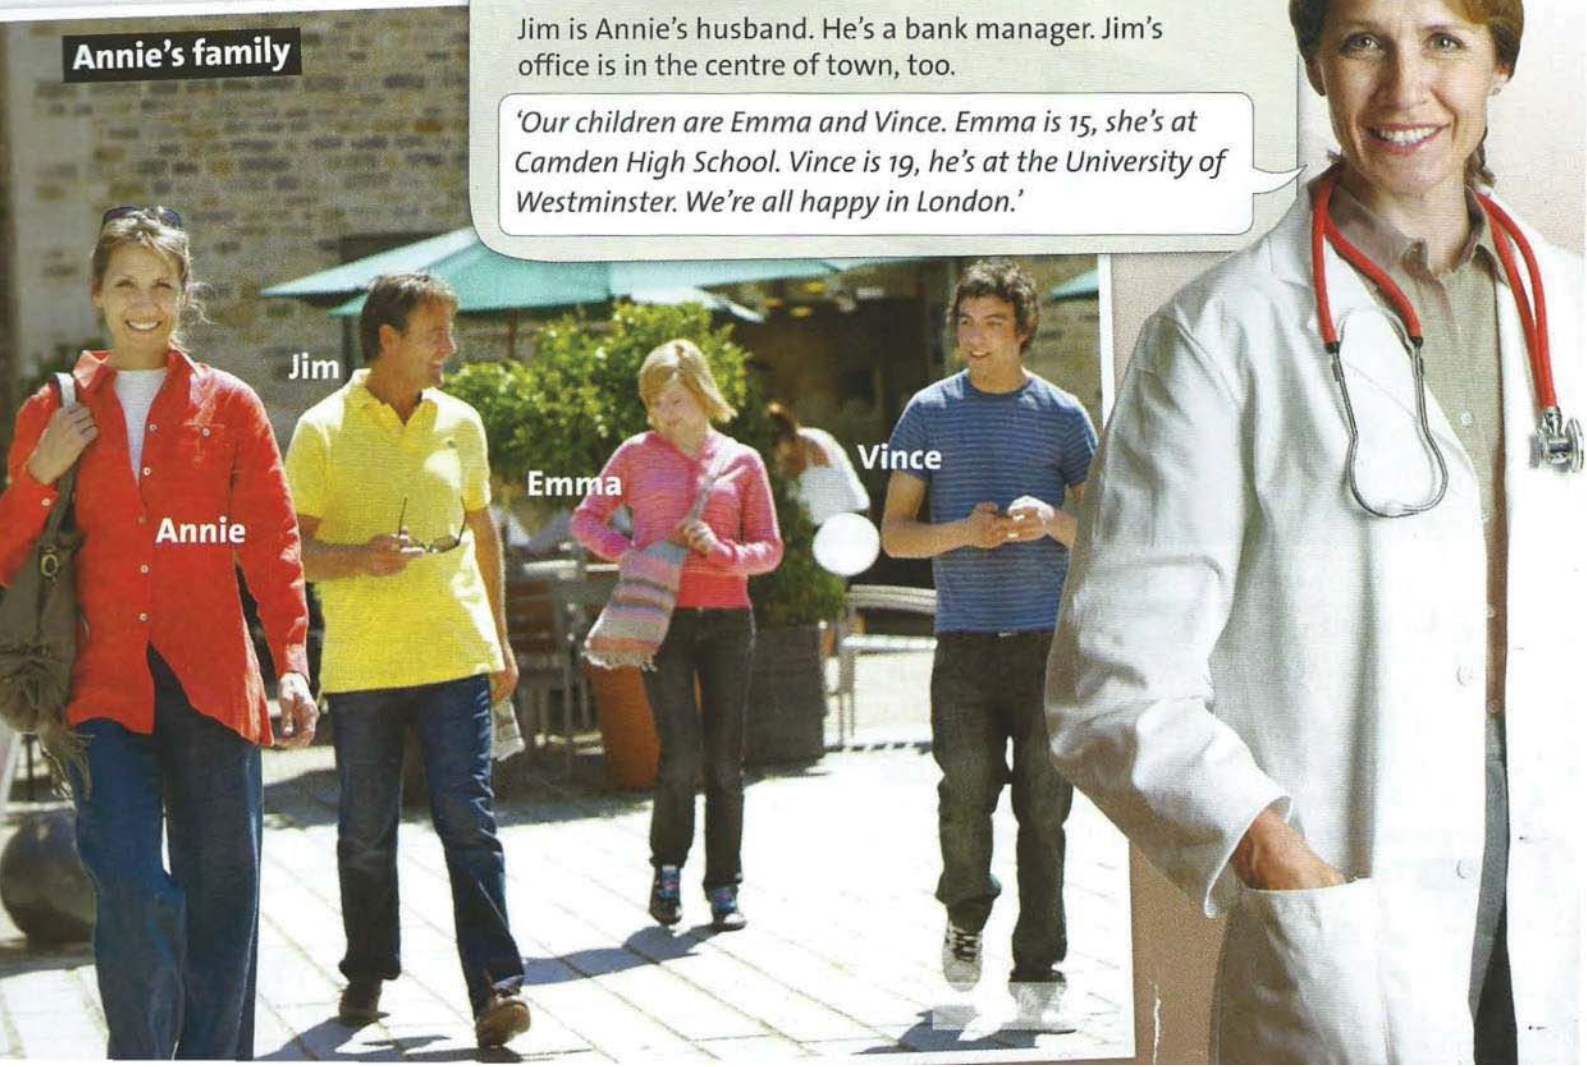 Annie's family
Jim is Annie's husband. He's a bank manager. Jim's
office is in the centre of town, too.
'Our children are Emma and Vince. Emma is 15, she's at
Camden High School. Vince is 19, he's at the University of
Westminster. We're all happy in London.'
Jim
Vince
Emma
Annie